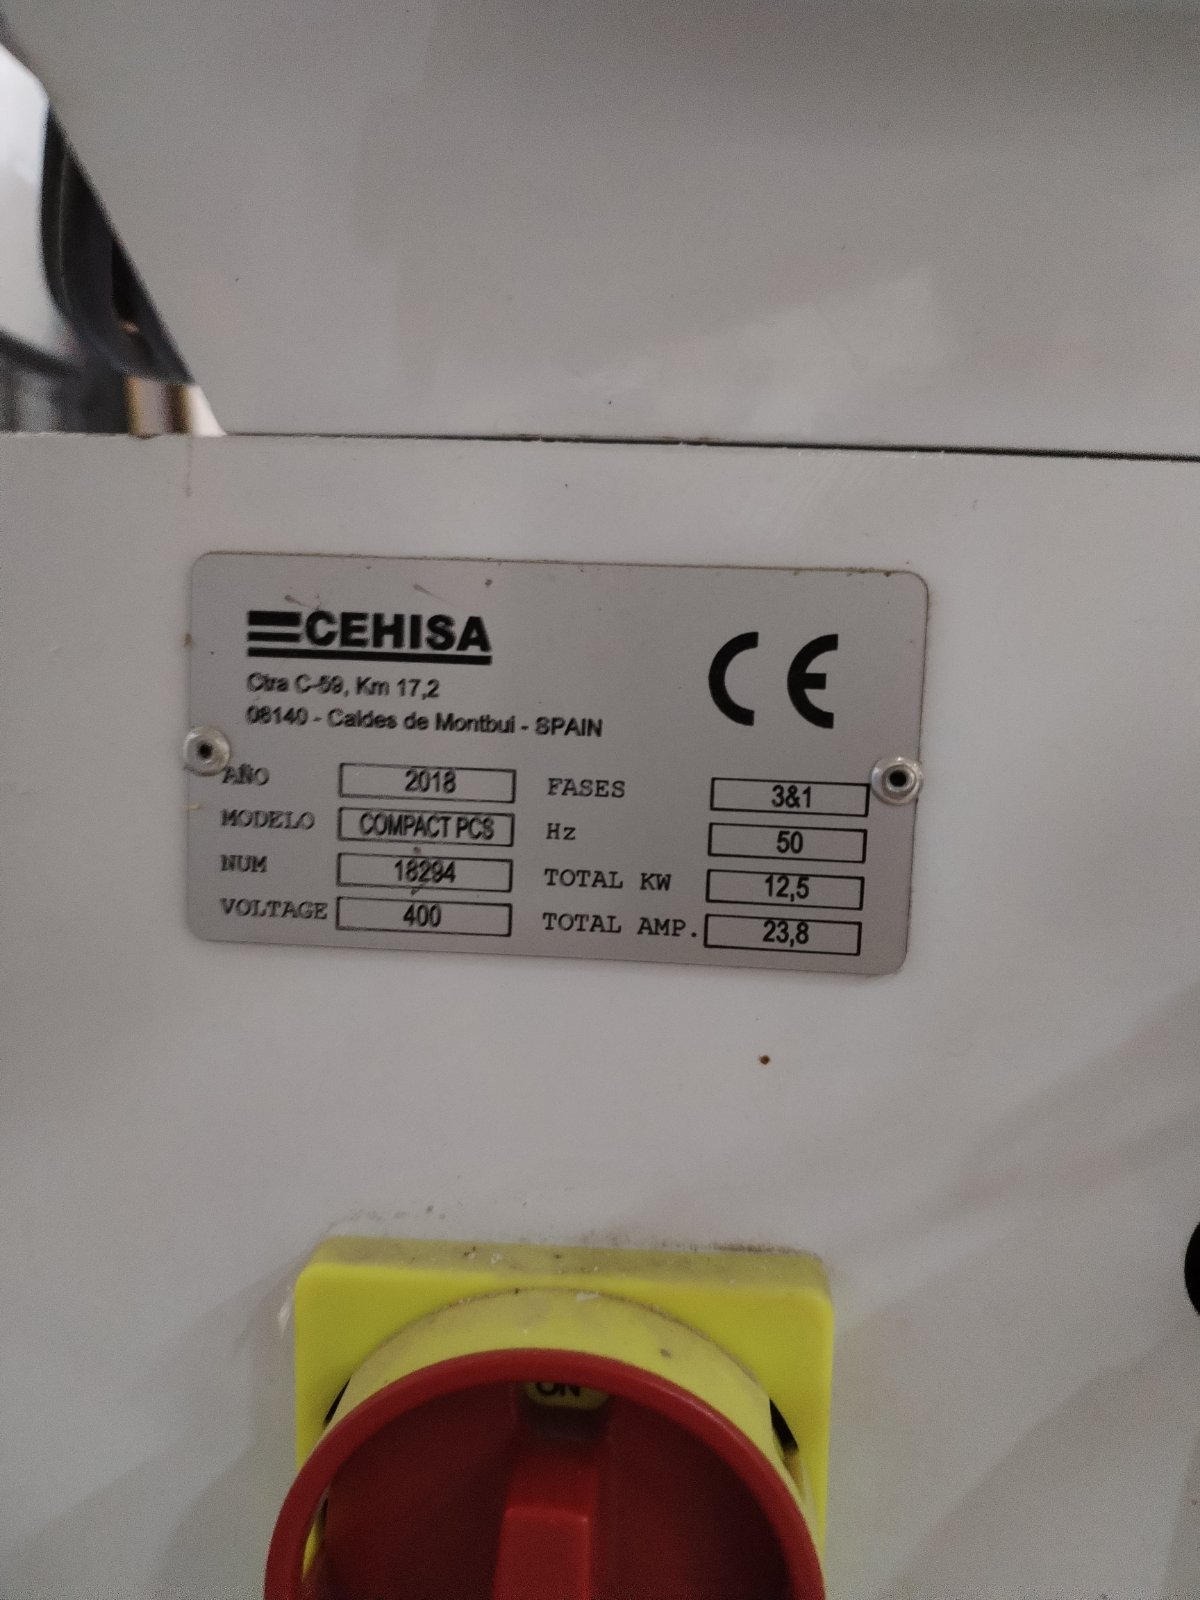 CEHISA
Ctra C-59, Km 17,2
08140 - Caldes de Montbui - SPAIN
CE
AÑO 2018 FASES 3&1
MODELO COMPACT PCS Hz 50
NUM 18294 TOTAL KW 12,5
VOLTAGE 400 TOTAL AMP. 23,8
ON